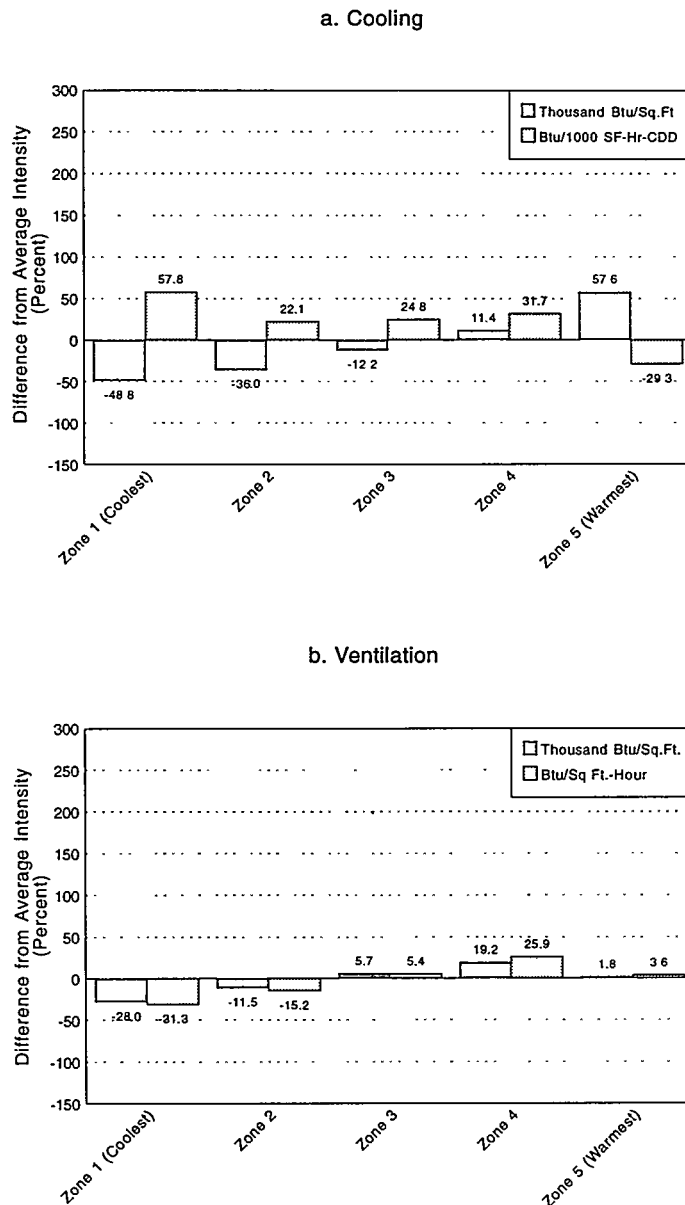 a. Cooling
Difference from Average Intensity
(Percent)
300
250
200
150
100
50
0
-50
-100
-150
Thousand Btu/Sq.Ft
Btu/1000 SF-Hr-CDD
-48 8
57.8
-36.0
22.1
-12 2
24 8
11.4
31.7
57 6
-29 3
Zone 1 (Coolest)
Zone 2
Zone 3
Zone 4
Zone 5 (Warmest)
b. Ventilation
Difference from Average Intensity
(Percent)
300
250
200
150
100
50
0
-50
-100
-150
Thousand Btu/Sq.Ft.
Btu/Sq Ft.-Hour
-28.0
-31.3
-11.5
-15.2
5.7
5.4
19.2
25.9
1.8
3 6
Zone 1 (Coolest)
Zone 2
Zone 3
Zone 4
Zone 5 (Warmest)